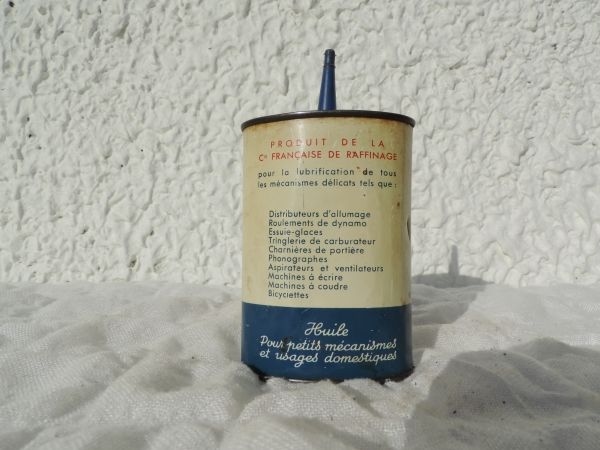 PRODUIT DE LA
Cie FRANÇAISE DE RAFFINAGE
pour la lubrification de tous
les mécanismes délicats tels que :
Distributeurs d'allumage
Roulements de dynamo
Essuie-glaces
Tringlerie de carburateur
Charnières de portière
Phonographes
Aspirateurs et ventilateurs
Machines à écrire
Machines à coudre
Bicyclettes
Huile
Pour petits mécanismes
et usages domestiques